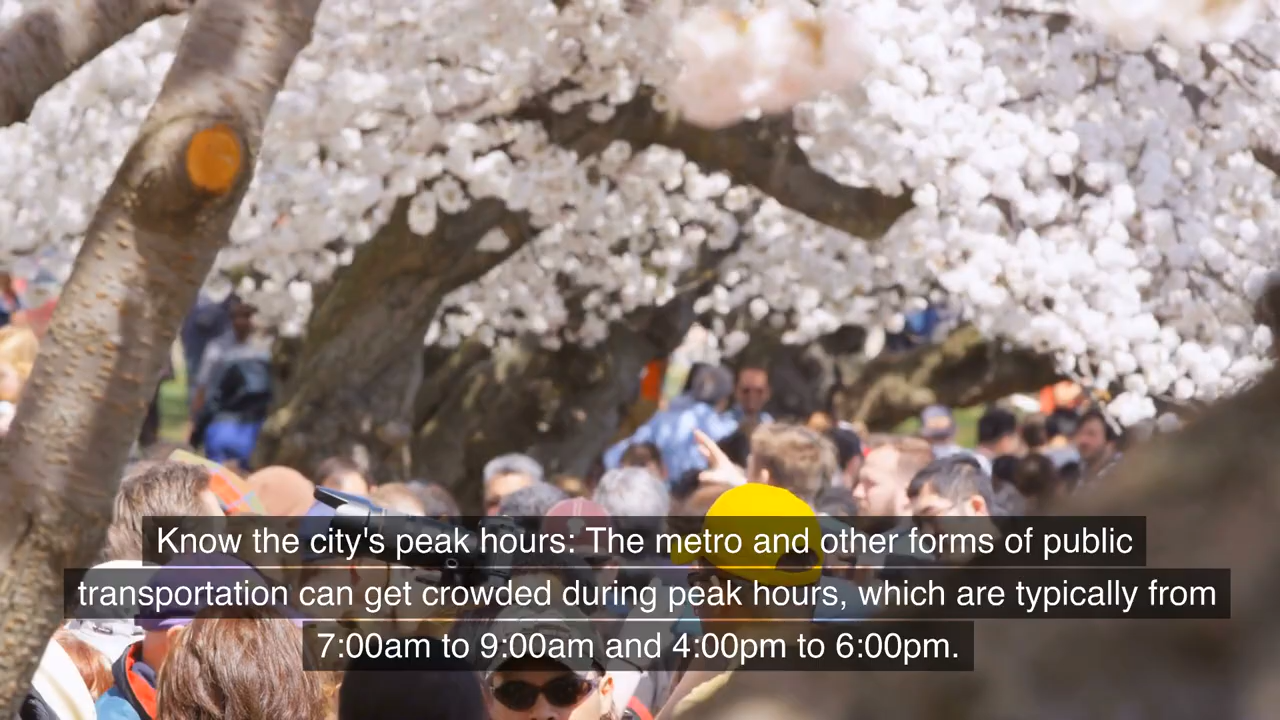 Know the city's peak hours: The metro and other forms of public
transportation can get crowded during peak hours, which are typically from
7:00am to 9:00am and 4:00pm to 6:00pm.